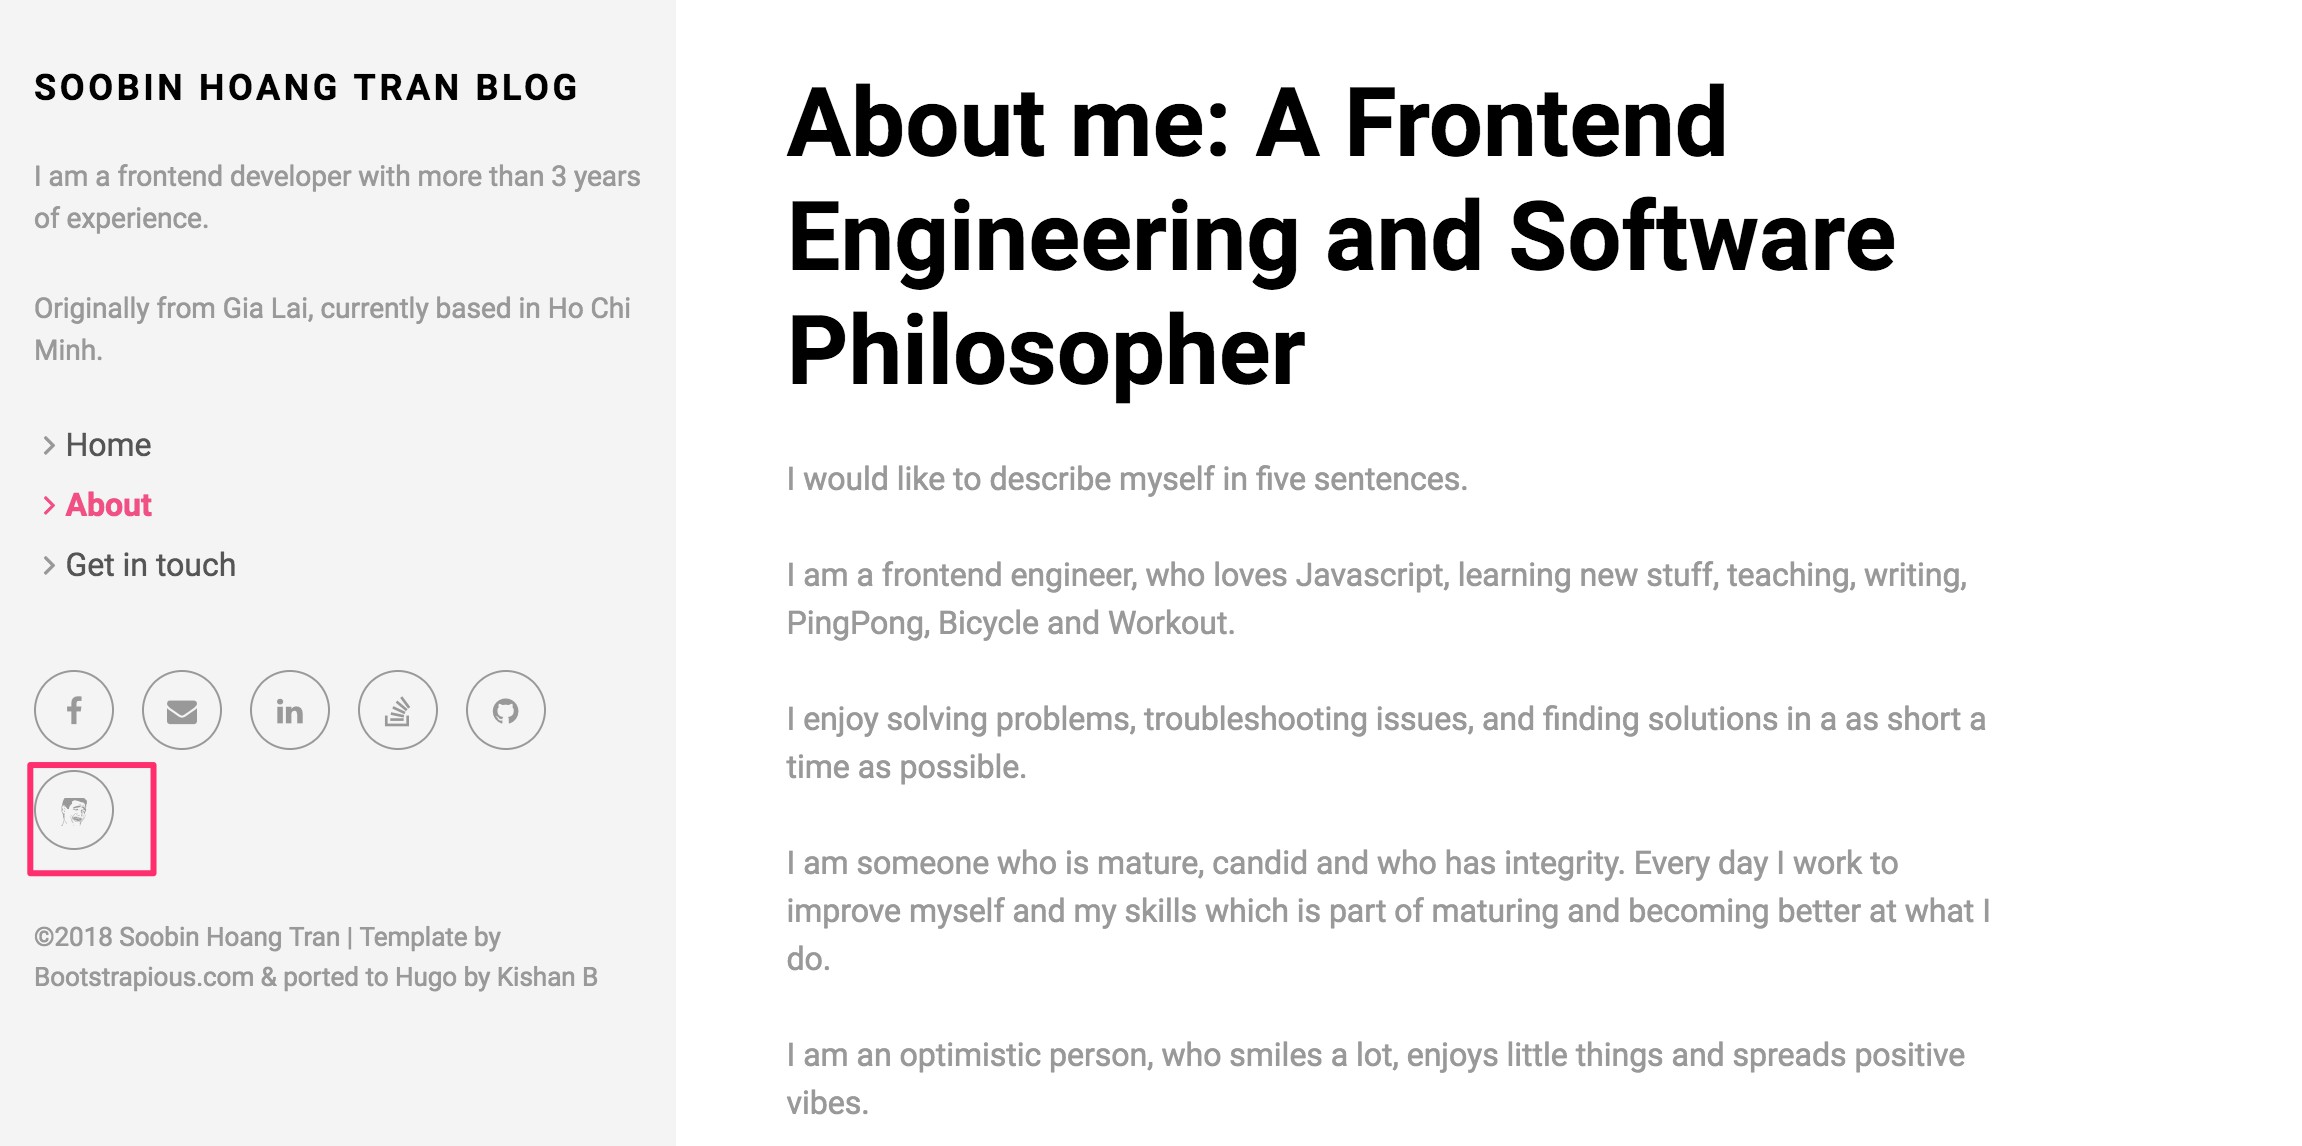 SOOBIN HOANG TRAN BLOG
I am a frontend developer with more than 3 years
of experience.
Originally from Gia Lai, currently based in Ho Chi
Minh.
Home
About
Get in touch
©2018 Soobin Hoang Tran | Template by
Bootstrapious.com & ported to Hugo by Kishan B
About me: A Frontend
Engineering and Software
Philosopher
I would like to describe myself in five sentences.
I am a frontend engineer, who loves Javascript, learning new stuff, teaching, writing,
PingPong, Bicycle and Workout.
I enjoy solving problems, troubleshooting issues, and finding solutions in a as short a
time as possible.
I am someone who is mature, candid and who has integrity. Every day I work to
improve myself and my skills which is part of maturing and becoming better at what I
do.
I am an optimistic person, who smiles a lot, enjoys little things and spreads positive
vibes.